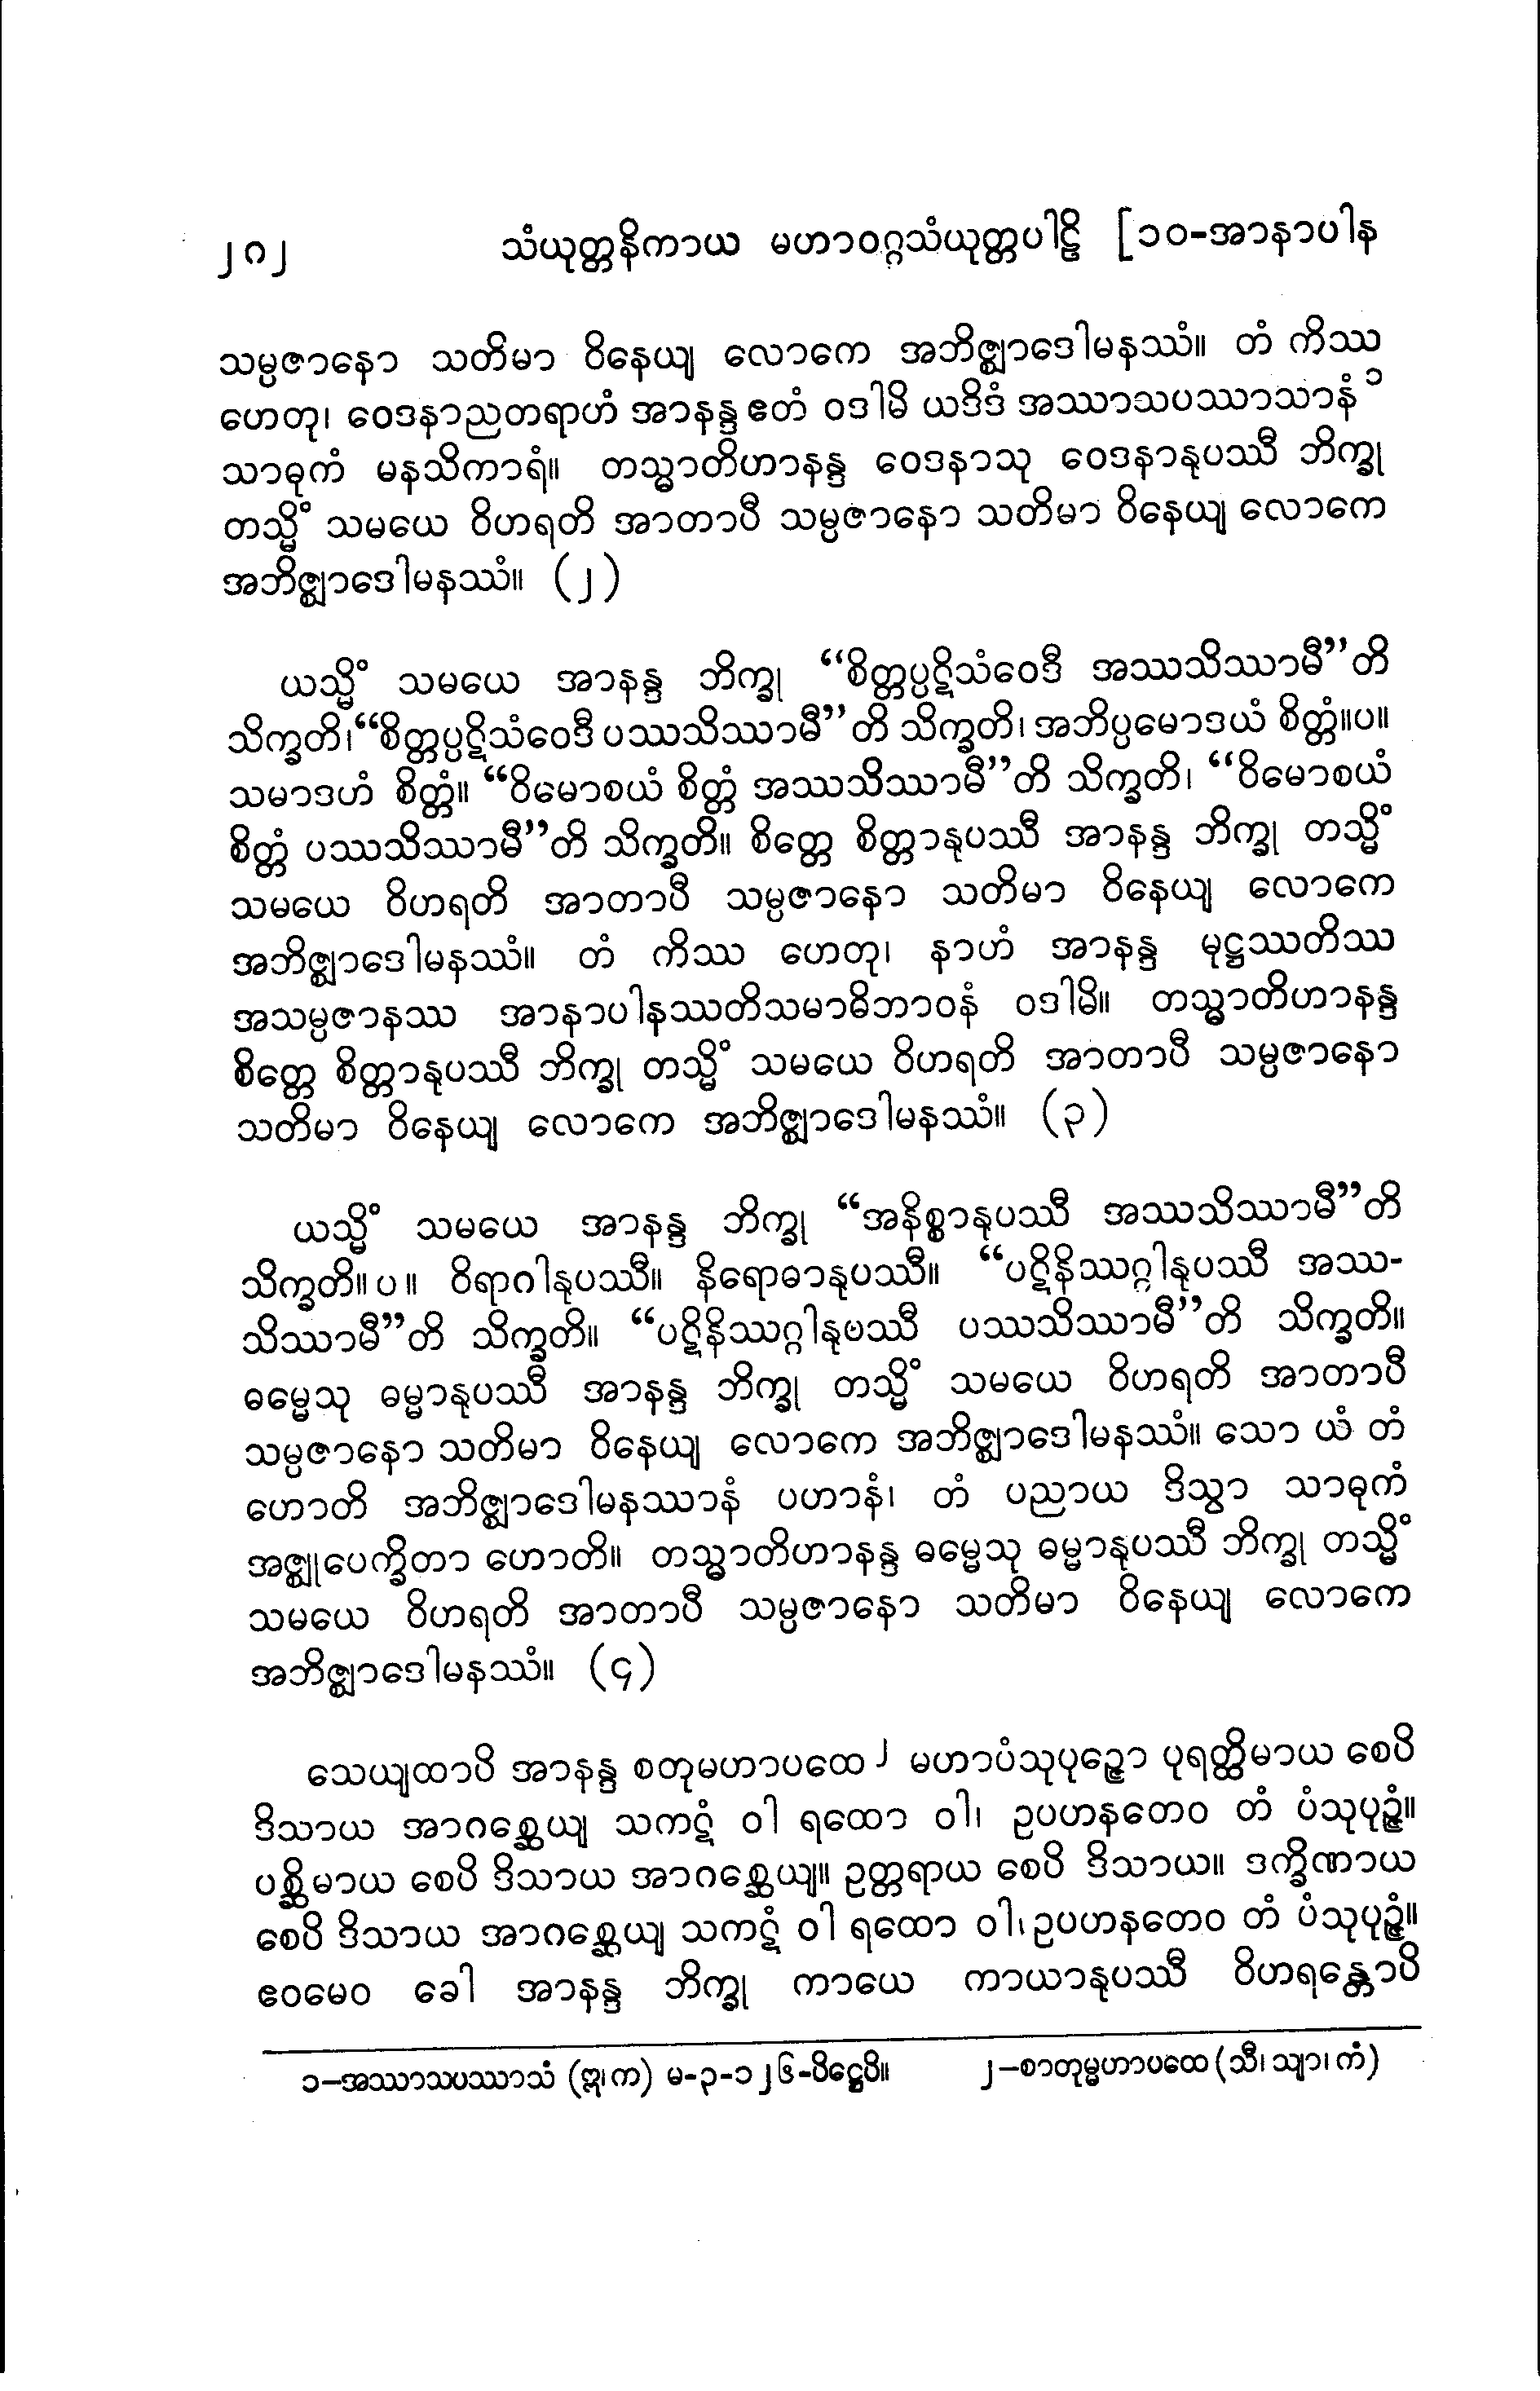 ၂၈၂ သံယုတ္တနိကာယ မဟာဝဂ္ဂသံယုတ္တပါဠိ [၁၀-အာနာပါန
သမ္ပဇာနော သတိမာ ဝိနေယျ လောကေ အဘိဇ္ဈာဒေါမနဿံ။ တံ ကိဿ
ဟေတု၊ ဝေဒနာညတရာဟံ အာနန္ဒ ဧတံ ဝဒါမိ ယဒိဒံ အဿာသပဿာသာနံ ၁
သာဓုကံ မနသိကာရံ။ တသ္မာတိဟာနန္ဒ ဝေဒနာသု ဝေဒနာနုပဿီ ဘိက္ခု
တသ္မိံ သမယေ ဝိဟရတိ အာတာပီ သမ္ပဇာနော သတိမာ ဝိနေယျ လောကေ
အဘိဇ္ဈာဒေါမနဿံ။ (၂)
ယသ္မိံ သမယေ အာနန္ဒ ဘိက္ခု “စိတ္တပ္ပဋိသံဝေဒီ အဿသိဿာမီ”တိ
သိက္ခတိ၊ “စိတ္တပ္ပဋိသံဝေဒီ ပဿသိဿာမီ”တိ သိက္ခတိ၊ အဘိပ္ပမောဒယံ စိတ္တံ။ပ။
သမာဒဟံ စိတ္တံ။ “ဝိမောစယံ စိတ္တံ အဿသိဿာမီ”တိ သိက္ခတိ၊ “ဝိမောစယံ
စိတ္တံ ပဿသိဿာမီ”တိ သိက္ခတိ။ စိတ္တေ စိတ္တာနုပဿီ အာနန္ဒ ဘိက္ခု တသ္မိံ
သမယေ ဝိဟရတိ အာတာပီ သမ္ပဇာနော သတိမာ ဝိနေယျ လောကေ
အဘိဇ္ဈာဒေါမနဿံ။ တံ ကိဿ ဟေတု၊ နာဟံ အာနန္ဒ မုဋ္ဌဿတိဿ
အသမ္ပဇာနဿ အာနာပါနဿတိသမာဓိဘာဝနံ ဝဒါမိ။ တသ္မာတိဟာနန္ဒ
စိတ္တေ စိတ္တာနုပဿီ ဘိက္ခု တသ္မိံ သမယေ ဝိဟရတိ အာတာပီ သမ္ပဇာနော
သတိမာ ဝိနေယျ လောကေ အဘိဇ္ဈာဒေါမနဿံ။ (၃)
ယသ္မိံ သမယေ အာနန္ဒ ဘိက္ခု “အနိစ္စာနုပဿီ အဿသိဿာမီ”တိ
သိက္ခတိ။ ပ ။ ဝိရာဂါနုပဿီ။ နိရောဓာနုပဿီ။ “ပဋိနိဿဂ္ဂါနုပဿီ အဿ-
သိဿာမီ”တိ သိက္ခတိ။ “ပဋိနိဿဂ္ဂါနုပဿီ ပဿသိဿာမီ”တိ သိက္ခတိ။
ဓမ္မေသု ဓမ္မာနုပဿီ အာနန္ဒ ဘိက္ခု တသ္မိံ သမယေ ဝိဟရတိ အာတာပီ
သမ္ပဇာနော သတိမာ ဝိနေယျ လောကေ အဘိဇ္ဈာဒေါမနဿံ။ သော ယံ တံ
ဟောတိ အဘိဇ္ဈာဒေါမနဿာနံ ပဟာနံ၊ တံ ပညာယ ဒိသွာ သာဓုကံ
အဇ္ဈုပေက္ခိတာ ဟောတိ။ တသ္မာတိဟာနန္ဒ ဓမ္မေသု ဓမ္မာနုပဿီ ဘိက္ခု တသ္မိံ
သမယေ ဝိဟရတိ အာတာပီ သမ္ပဇာနော သတိမာ ဝိနေယျ လောကေ
အဘိဇ္ဈာဒေါမနဿံ။ (၄)
သေယျထာပိ အာနန္ဒ စတုမဟာပထေ ၂ မဟာပံသုပုဉ္ဇော ပုရတ္ထိမာယ စေပိ
ဒိသာယ အာဂစ္ဆေယျ သကဋံ ဝါ ရထော ဝါ၊ ဥပဟနတေဝ တံ ပံသုပုဉ္ဇံ။
ပစ္ဆိမာယ စေပိ ဒိသာယ အာဂစ္ဆေယျ။ ဥတ္တရာယ စေပိ ဒိသာယ။ ဒက္ခိဏာယ
စေပိ ဒိသာယ အာဂစ္ဆေယျ သကဋံ ဝါ ရထော ဝါ၊ ဥပဟနတေဝ တံ ပံသုပုဉ္ဇံ။
ဧဝမေဝ ခေါ အာနန္ဒ ဘိက္ခု ကာယေ ကာယာနုပဿီ ဝိဟရန္တောပိ
၁–အဿာသပဿာသံ (ဣ၊ က) မ-၃-၁၂၆-ပိဋ္ဌေပိ။ ၂–စာတုမ္မဟာပထေ (သီ၊ သျာ၊ ကံ)